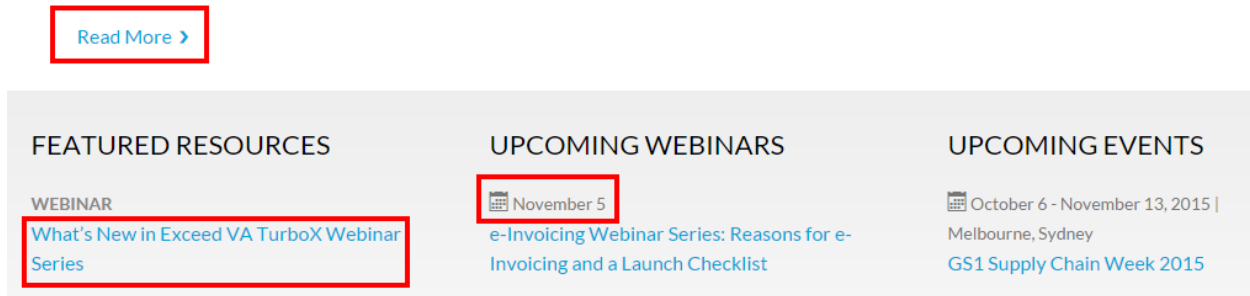 Read More ❯
FEATURED RESOURCES
WEBINAR
What's New in Exceed VA TurboX Webinar
Series
UPCOMING WEBINARS
November 5
e-Invoicing Webinar Series: Reasons for e-
Invoicing and a Launch Checklist
UPCOMING EVENTS
October 6 - November 13, 2015 |
Melbourne, Sydney
GS1 Supply Chain Week 2015